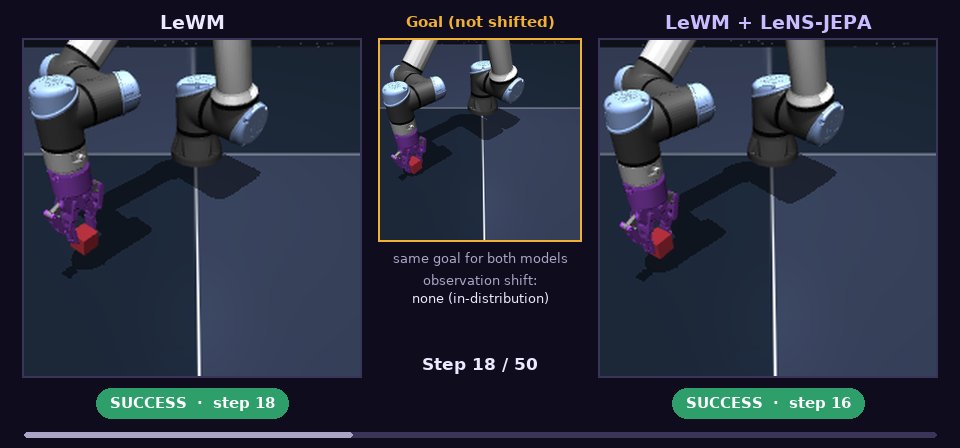 LeWM
Goal (not shifted)
LeWM + LeNS-JEPA
same goal for both models
observation shift:
none (in-distribution)
Step 18 / 50
SUCCESS · step 18
SUCCESS · step 16